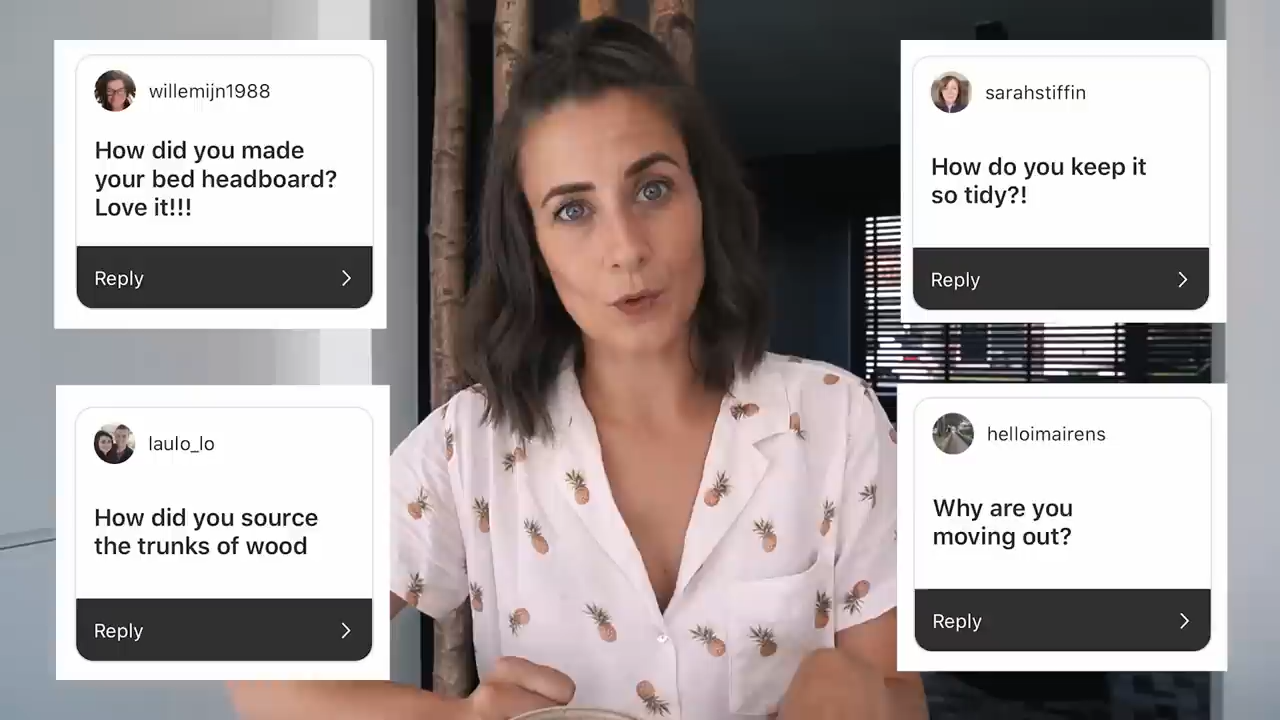 willemijn1988
How did you made
your bed headboard?
Love it!!!
Reply
sarahstiffin
How do you keep it
so tidy?!
Reply
laulo_lo
How did you source
the trunks of wood
Reply
helloimairens
Why are you
moving out?
Reply